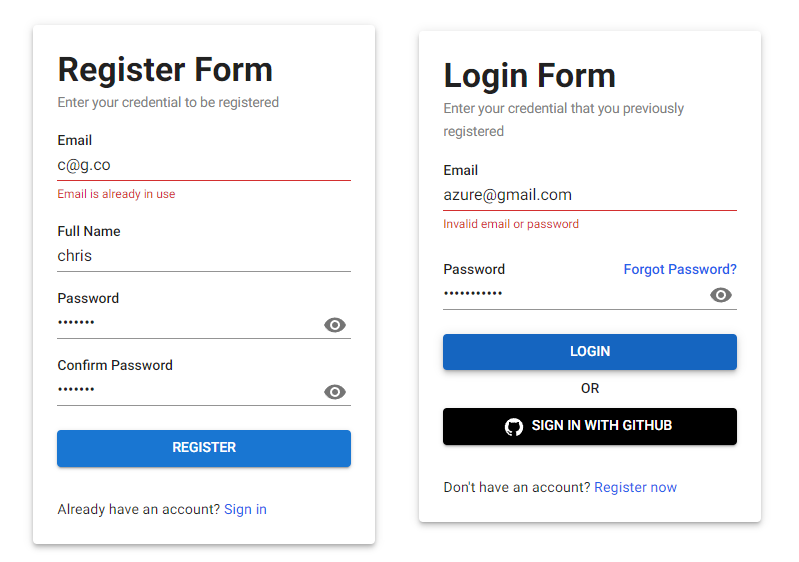 Register Form
Enter your credential to be registered
Email
c@g.co
Email is already in use
Full Name
chris
Password
•••••••
Confirm Password
•••••••
REGISTER
Already have an account? Sign in
Login Form
Enter your credential that you previously
registered
Email
azure@gmail.com
Invalid email or password
Password Forgot Password?
•••••••••••
LOGIN
OR
SIGN IN WITH GITHUB
Don't have an account? Register now